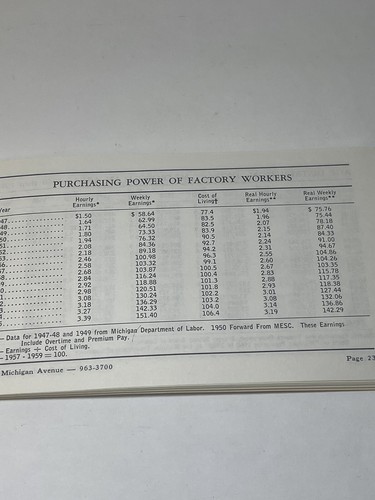 PURCHASING POWER OF FACTORY WORKERS
Year Hourly Earnings* Weekly Earnings* Cost of Living† Real Hourly Earnings** Real Weekly Earnings**
47 $1.50 $ 58.64 77.4 $1.94 $ 75.76
48 1.64 62.99 83.5 1.96 75.44
49 1.71 64.50 82.5 2.07 78.18
50 1.80 73.33 83.9 2.15 87.40
51 1.94 76.32 90.5 2.14 84.33
2.08 84.36 92.7 2.24 91.00
2.18 89.18 94.2 2.31 94.67
2.46 100.98 96.3 2.55 104.86
2.58 103.32 99.1 2.60 104.26
2.68 103.87 100.5 2.67 103.35
2.84 116.24 100.4 2.83 115.78
2.92 118.88 101.3 2.88 117.35
2.98 120.51 101.8 2.93 118.38
3.08 130.24 102.2 3.01 127.44
3.18 136.29 103.2 3.08 132.06
3.27 142.33 104.0 3.14 136.86
3.39 151.40 106.4 3.19 142.29
— Data for 1947-48 and 1949 from Michigan Department of Labor. 1950 Forward From MESC. These Earnings
Include Overtime and Premium Pay.
— Earnings ÷ Cost of Living.
— 1957 - 1959 = 100.
Michigan Avenue — 963-3700 Page 23